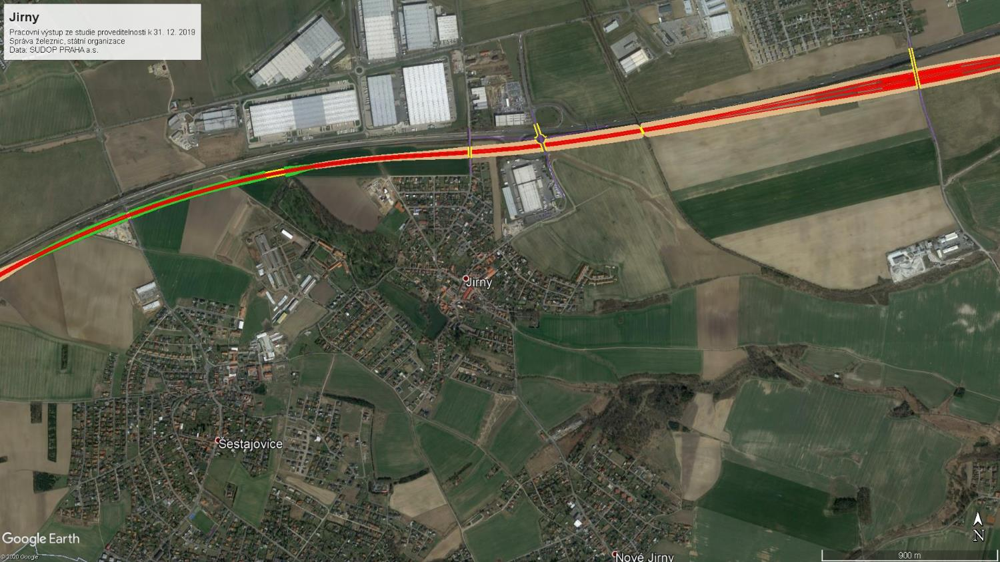 Jirny
Pracovní výstup ze studie proveditelnosti k 31. 12. 2019
Správa železnic, státní organizace
Data: SUDOP PRAHA a.s.
Jirny
Šestajovice
Nové Jirny
Google Earth
© 2020 Google
N
900 m